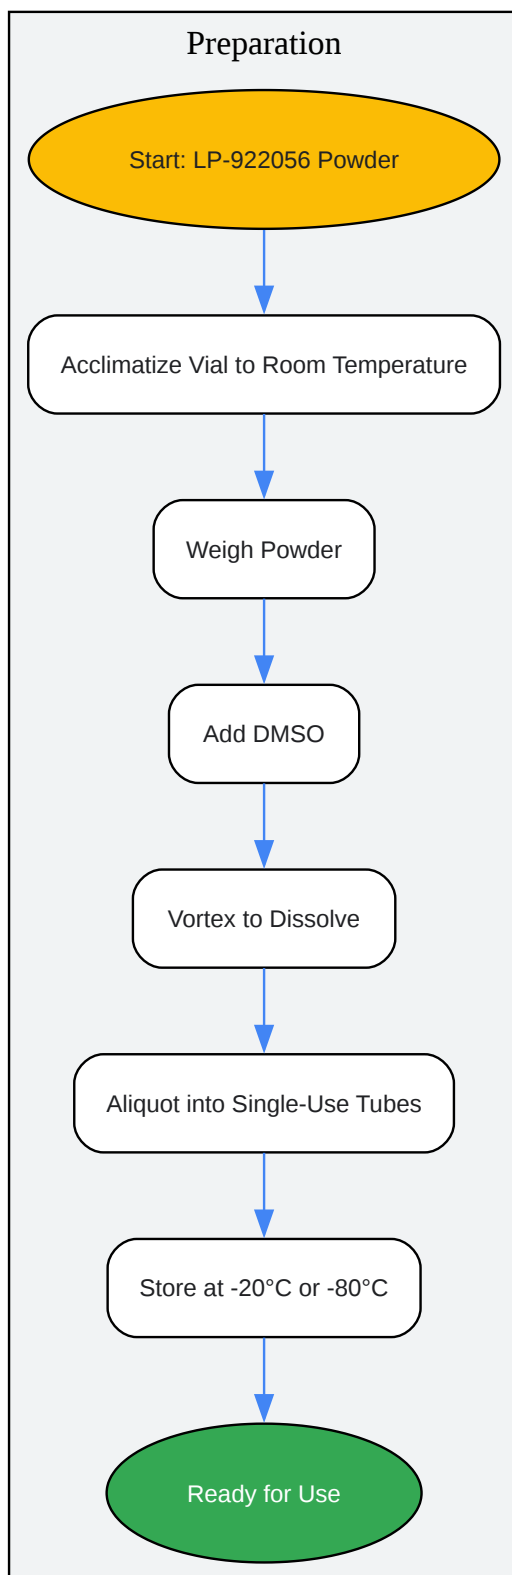 Preparation
Start: LP-922056 Powder
Acclimatize Vial to Room Temperature
Weigh Powder
Add DMSO
Vortex to Dissolve
Aliquot into Single-Use Tubes
Store at -20°C or -80°C
Ready for Use